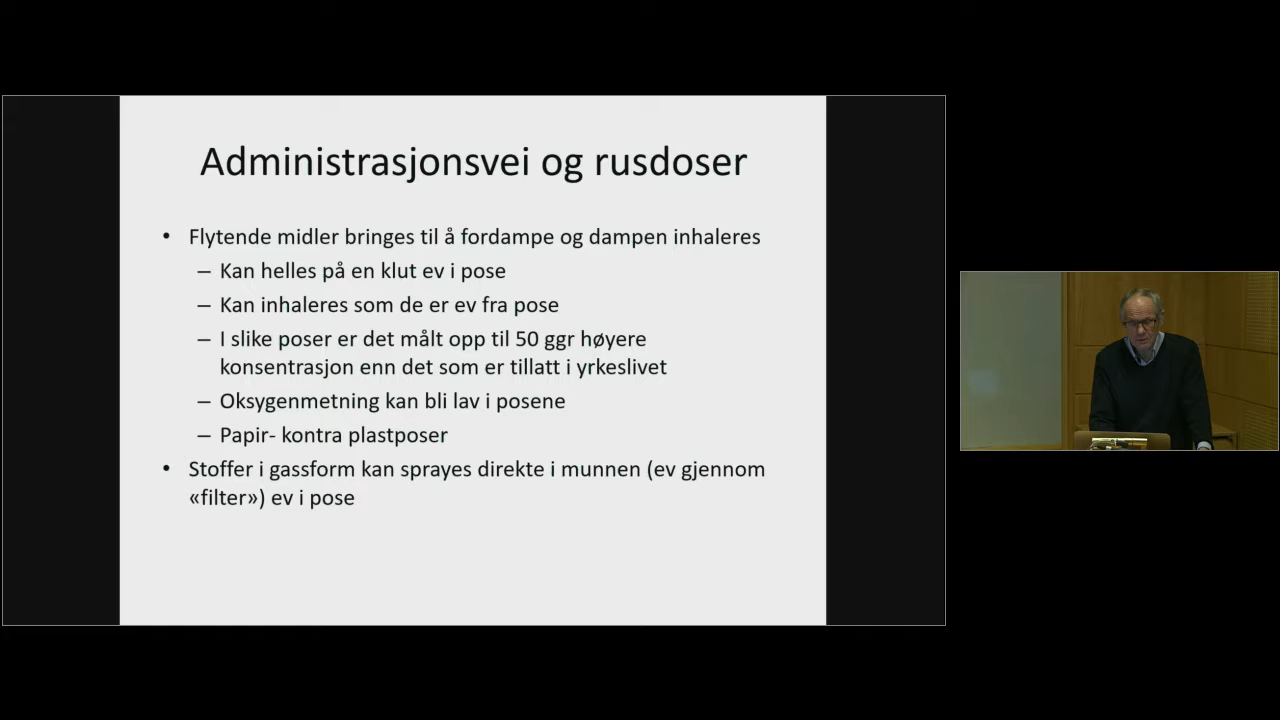 Administrasjonsvei og rusdoser
• Flytende midler bringes til å fordampe og dampen inhaleres
– Kan helles på en klut ev i pose
– Kan inhaleres som de er ev fra pose
– I slike poser er det målt opp til 50 ggr høyere
konsentrasjon enn det som er tillatt i yrkeslivet
– Oksygenmetning kan bli lav i posene
– Papir- kontra plastposer
• Stoffer i gassform kan sprayes direkte i munnen (ev gjennom
«filter») ev i pose